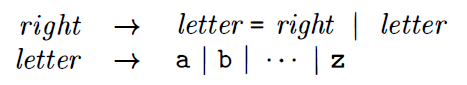 right → letter = right | letter
letter → a | b | ··· | z